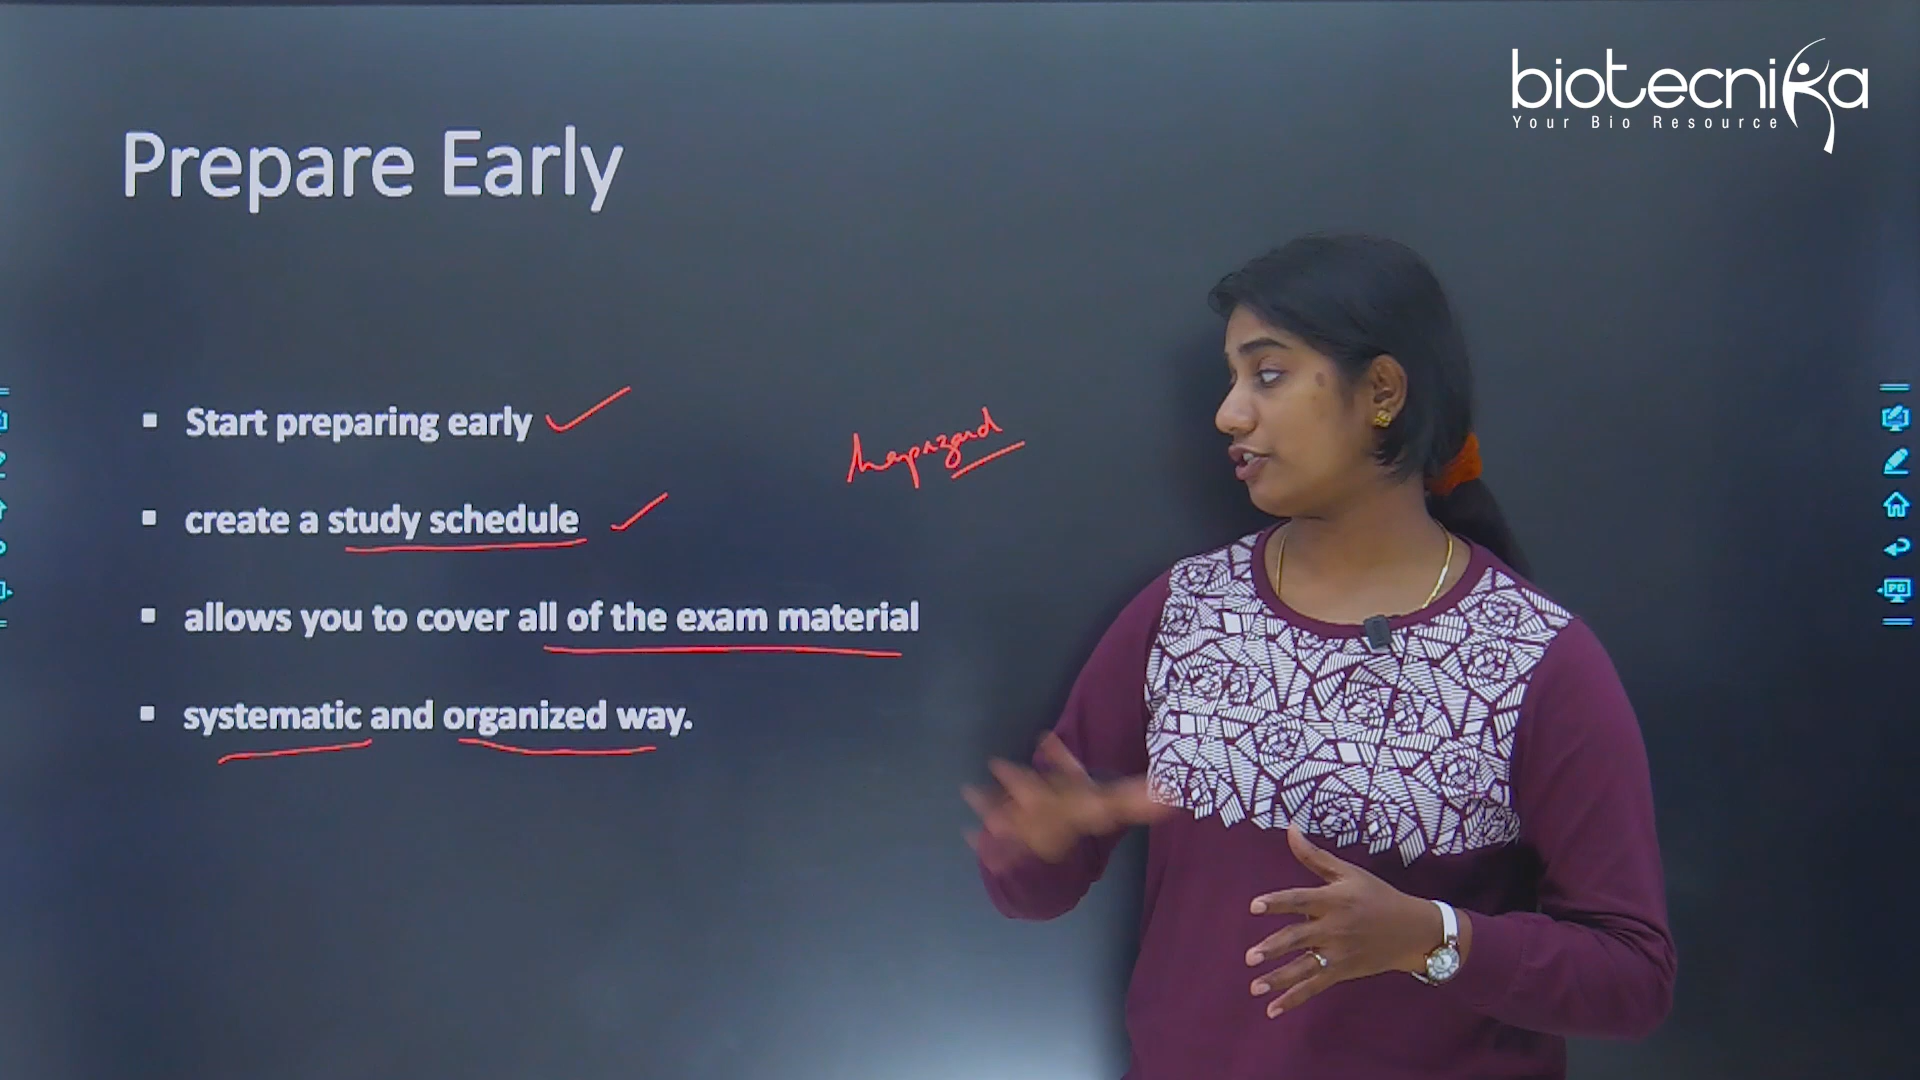 biotecnika
Your Bio Resource
Prepare Early
Start preparing early
hapazard
create a study schedule
allows you to cover all of the exam material
systematic and organized way.